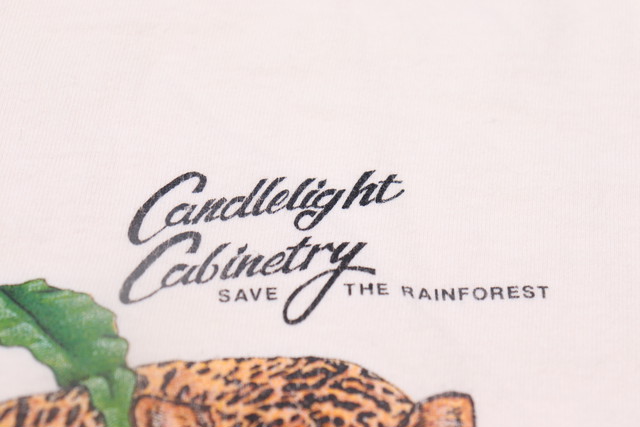 Candlelight
Cabinetry
SAVE THE RAINFOREST